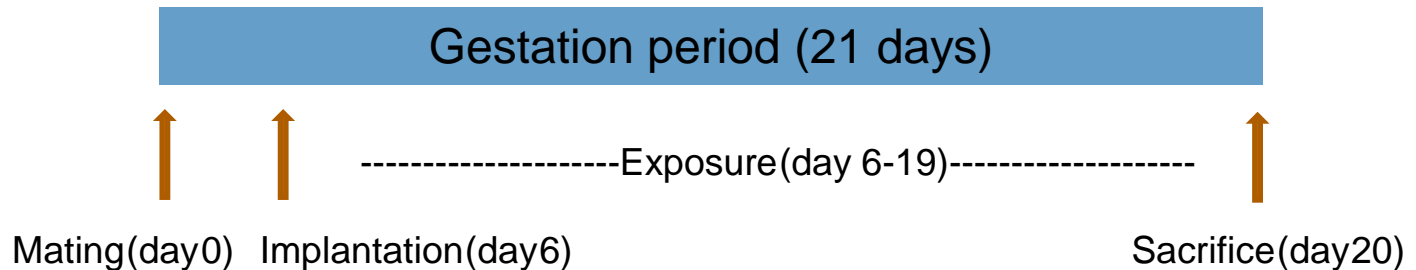 Gestation period (21 days)
---------------------Exposure(day 6-19)--------------------
Mating(day0) Implantation(day6) Sacrifice(day20)